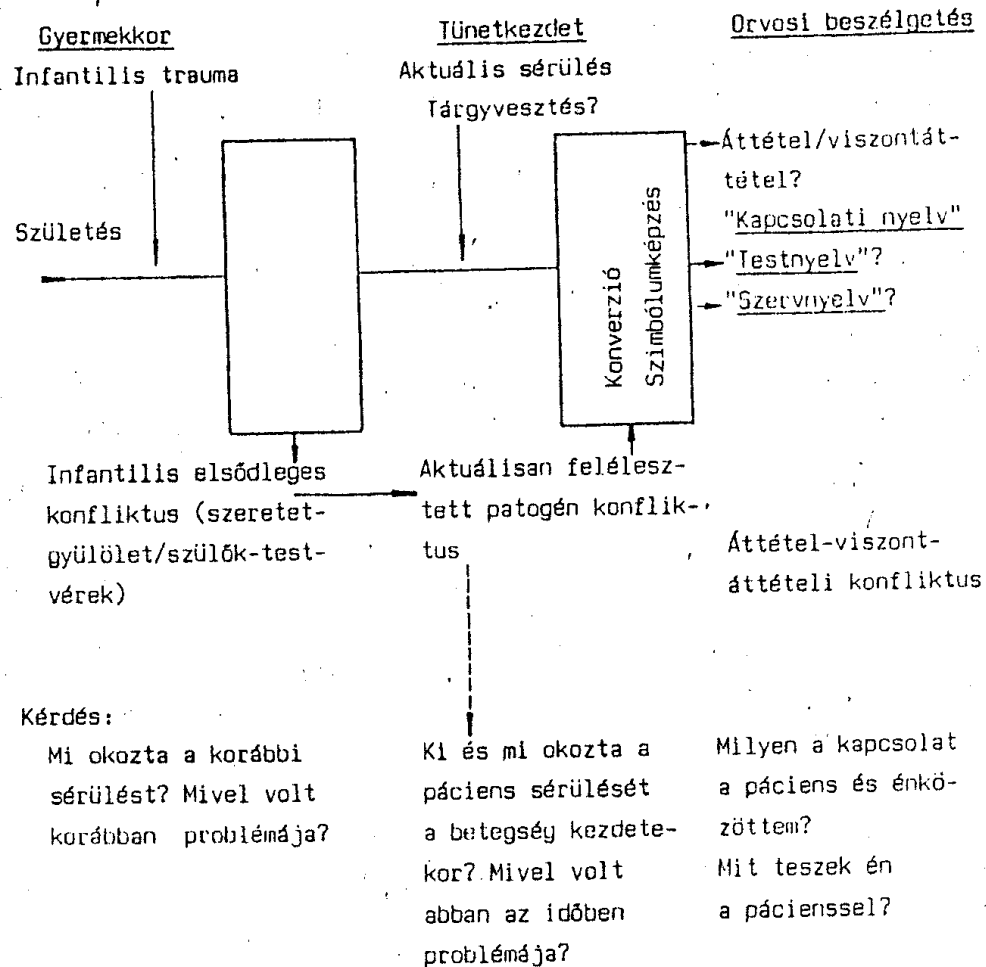 Gyermekkor
Infantilis trauma
Születés
Tünetkezdet
Aktuális sérülés
Tárgyvesztés?
Orvosi beszélgetés
Konverzió
Szimbólumképzés
Áttétel/viszontát-
tétel?
"Kapcsolati nyelv"
"Testnyelv"?
"Szervnyelv"?
Infantilis elsődleges
konfliktus (szeretet-
gyülölet/szülők-test-
vérek)
Aktuálisan felélesz-
tett patogén konflik-
tus
Áttétel-viszont-
áttételi konfliktus
Kérdés:
Mi okozta a korábbi
sérülést? Mivel volt
korábban problémája?
Ki és mi okozta a
páciens sérülését
a betegség kezdete-
kor? Mivel volt
abban az időben
problémája?
Milyen a kapcsolat
a páciens és énkö-
zöttem?
Mit teszek én
a pácienssel?